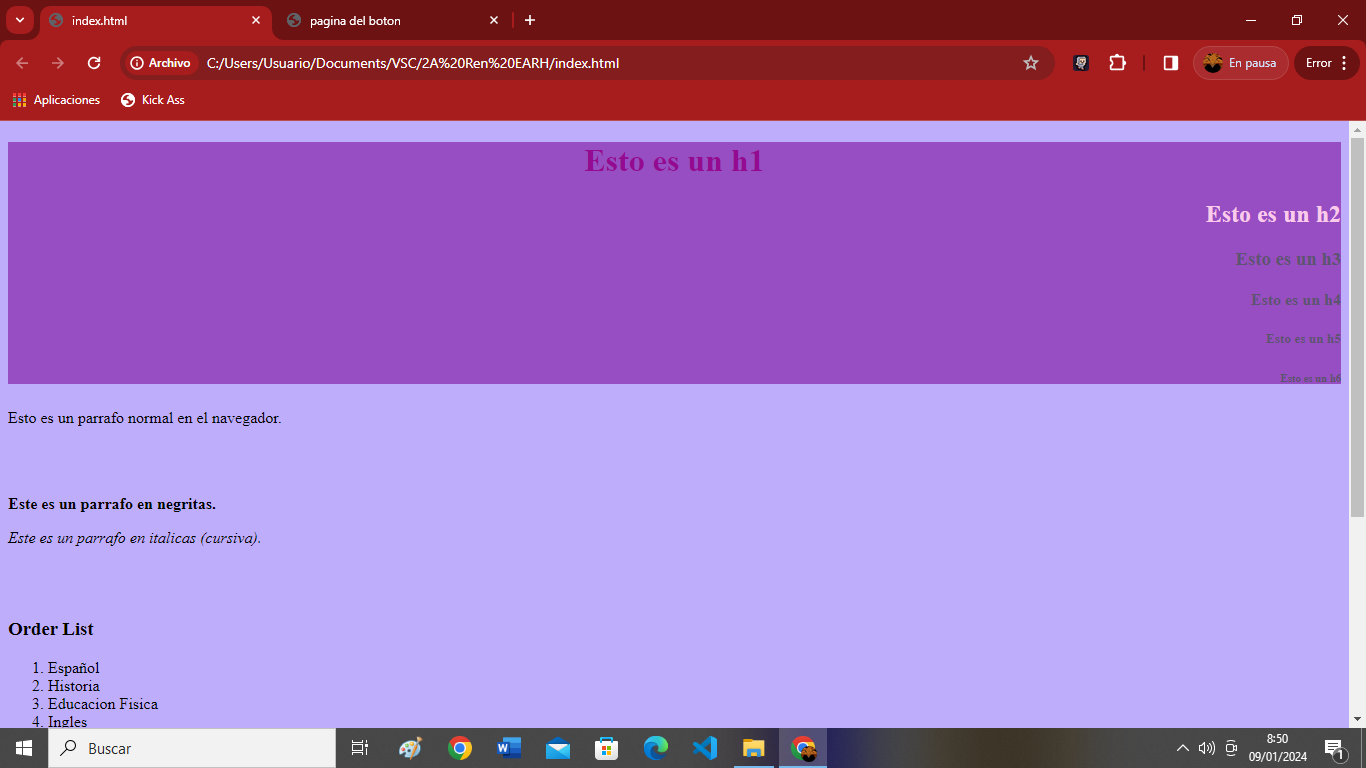 index.html
pagina del boton
Archivo
C:/Users/Usuario/Documents/VSC/2A%20Ren%20EARH/index.html
En pausa
Error
Aplicaciones
Kick Ass
Esto es un h1
Esto es un h2
Esto es un h3
Esto es un h4
Esto es un h5
Esto es un h6
Esto es un parrafo normal en el navegador.
Este es un parrafo en negritas.
Este es un parrafo en italicas (cursiva).
Order List
1. Español
2. Historia
3. Educacion Fisica
4. Ingles
Buscar
8:50
09/01/2024
1